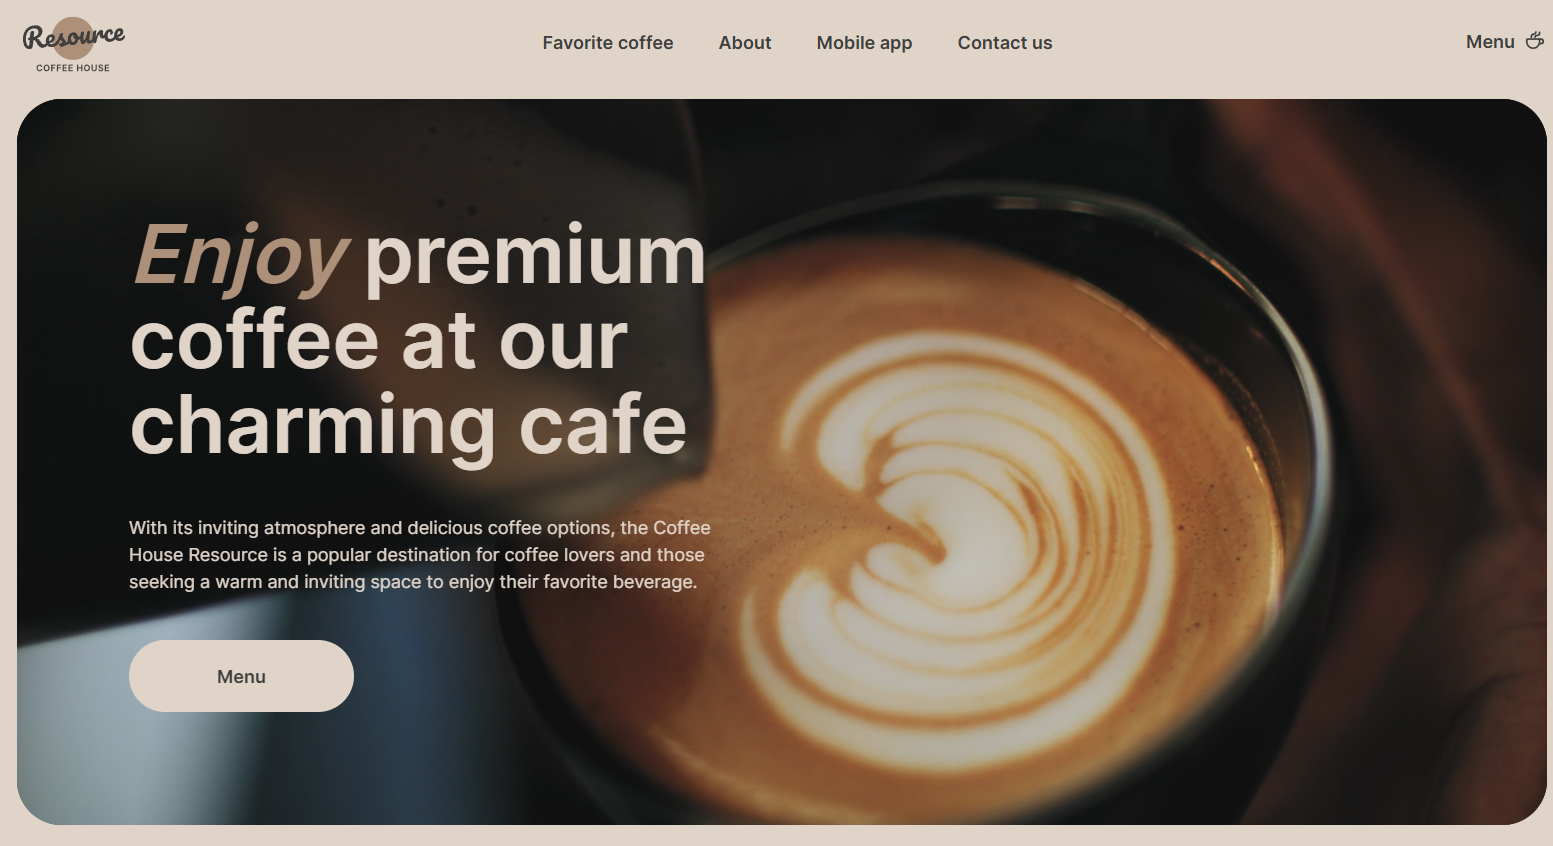 Resource
COFFEE HOUSE
Favorite coffee
About
Mobile app
Contact us
Menu
Enjoy premium
coffee at our
charming cafe
With its inviting atmosphere and delicious coffee options, the Coffee
House Resource is a popular destination for coffee lovers and those
seeking a warm and inviting space to enjoy their favorite beverage.
Menu